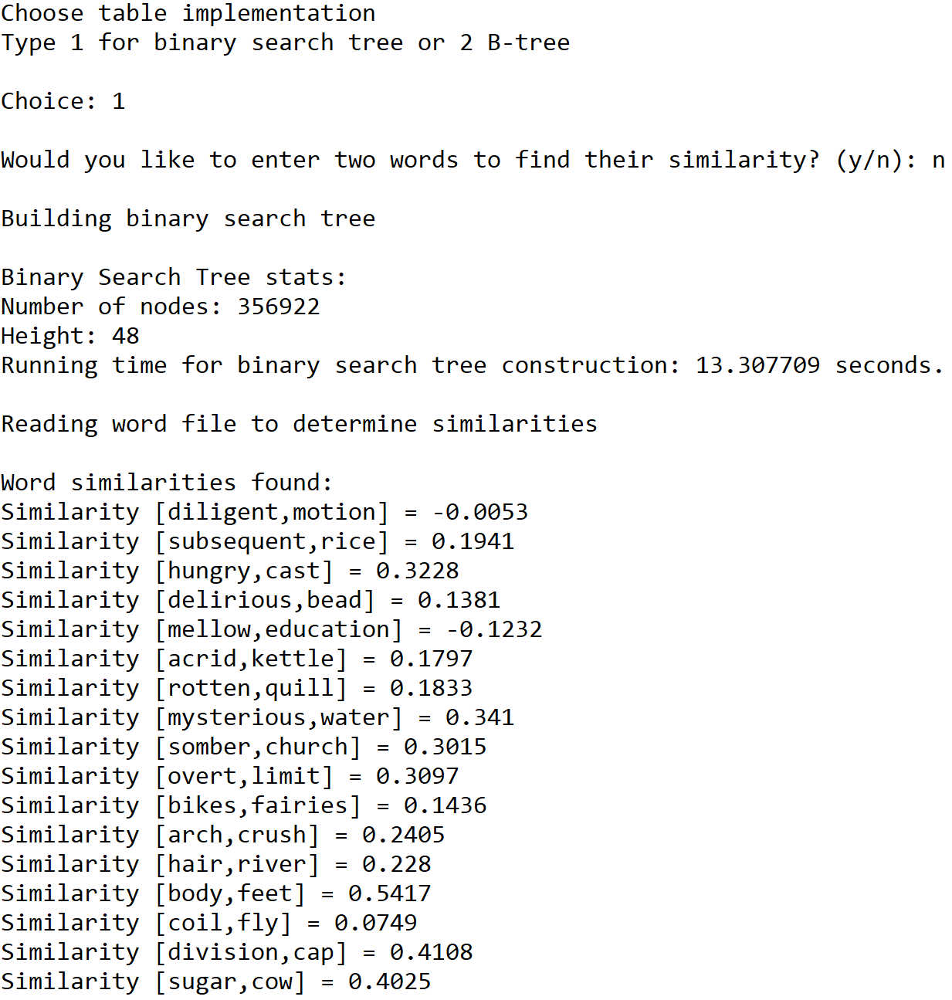 Choose table implementation
Type 1 for binary search tree or 2 B-tree
Choice: 1
Would you like to enter two words to find their similarity? (y/n): n
Building binary search tree
Binary Search Tree stats:
Number of nodes: 356922
Height: 48
Running time for binary search tree construction: 13.307709 seconds.
Reading word file to determine similarities
Word similarities found:
Similarity [diligent,motion] = -0.0053
Similarity [subsequent,rice] = 0.1941
Similarity [hungry,cast] = 0.3228
Similarity [delirious,bead] = 0.1381
Similarity [mellow,education] = -0.1232
Similarity [acrid,kettle] = 0.1797
Similarity [rotten,quill] = 0.1833
Similarity [mysterious,water] = 0.341
Similarity [somber,church] = 0.3015
Similarity [overt,limit] = 0.3097
Similarity [bikes,fairies] = 0.1436
Similarity [arch,crush] = 0.2405
Similarity [hair,river] = 0.228
Similarity [body,feet] = 0.5417
Similarity [coil,fly] = 0.0749
Similarity [division,cap] = 0.4108
Similarity [sugar,cow] = 0.4025